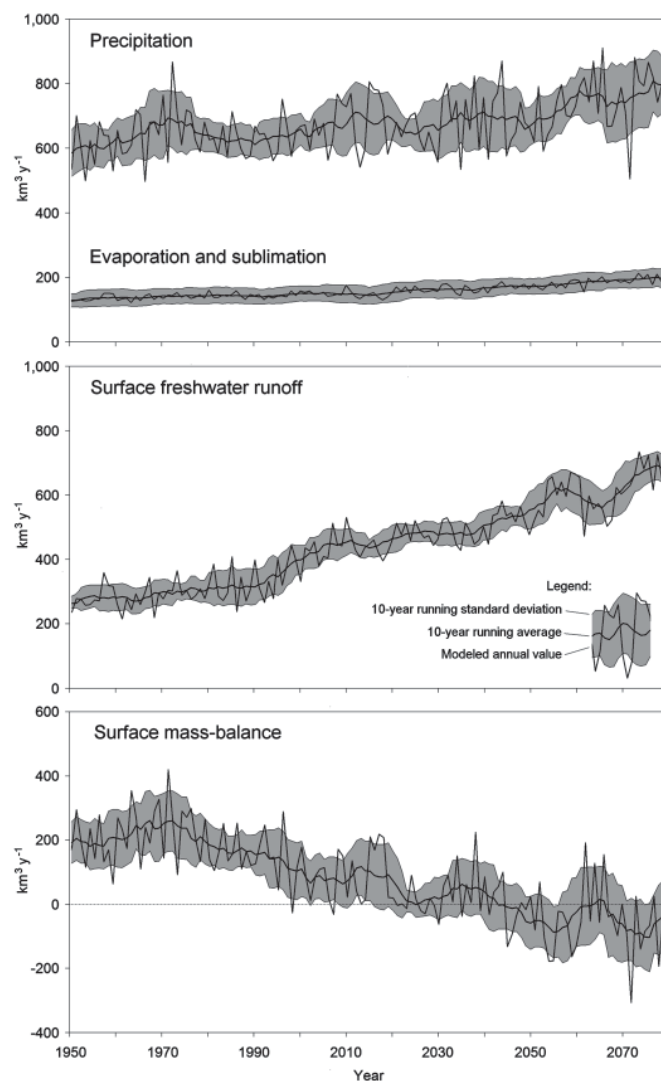 1,000
Precipitation
800
600
km³ y⁻¹
400
Evaporation and sublimation
200
0
1,000
Surface freshwater runoff
800
600
km³ y⁻¹
400
Legend:
10-year running standard deviation
200
10-year running average
Modeled annual value
0
600
Surface mass-balance
400
200
km³ y⁻¹
0
-200
-400
1950 1970 1990 2010 2030 2050 2070
Year